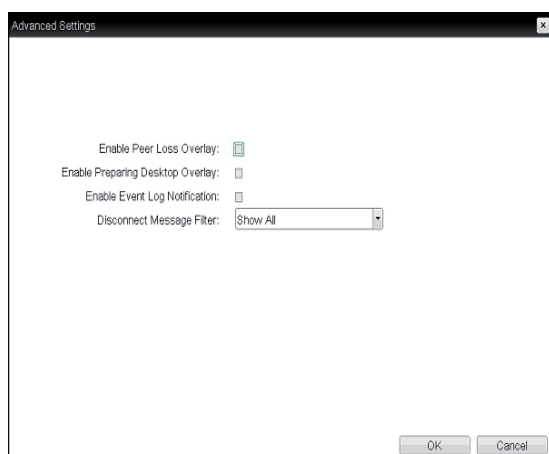 Advanced Settings
Enable Peer Loss Overlay:
Enable Preparing Desktop Overlay:
Enable Event Log Notification:
Disconnect Message Filter: Show All
OK Cancel